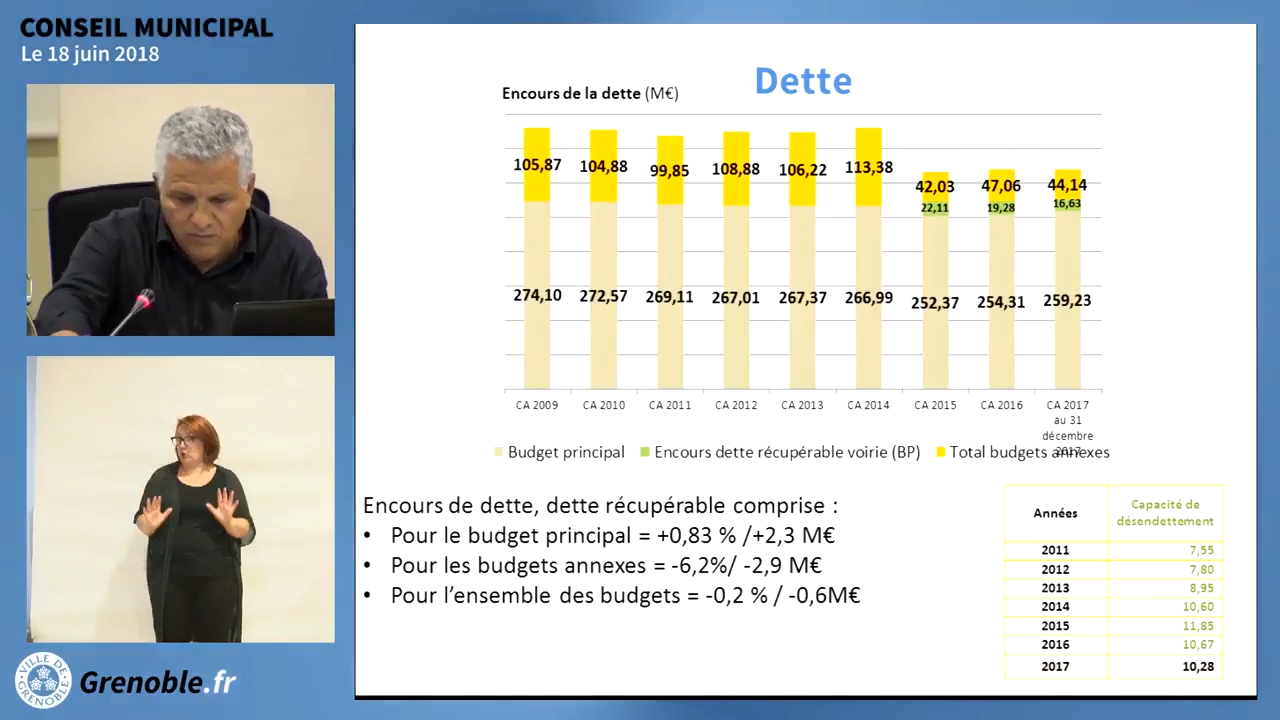 CONSEIL MUNICIPAL
Le 18 juin 2018
Dette
Encours de la dette (M€)
105,87 104,88 99,85 108,88 106,22 113,38 42,03 47,06 44,14
22,11 19,28 16,63
274,10 272,57 269,11 267,01 267,37 266,99 252,37 254,31 259,23
CA 2009 CA 2010 CA 2011 CA 2012 CA 2013 CA 2014 CA 2015 CA 2016 CA 2017
au 31
décembre
2017
Budget principal Encours dette récupérable voirie (BP) Total budgets annexes
Encours de dette, dette récupérable comprise :
• Pour le budget principal = +0,83 % /+2,3 M€
• Pour les budgets annexes = -6,2%/ -2,9 M€
• Pour l’ensemble des budgets = -0,2 % / -0,6M€
Années Capacité de
désendettement
2011 7,55
2012 7,80
2013 8,95
2014 10,60
2015 11,85
2016 10,67
2017 10,28
VILLE DE
GRENOBLE
Grenoble.fr